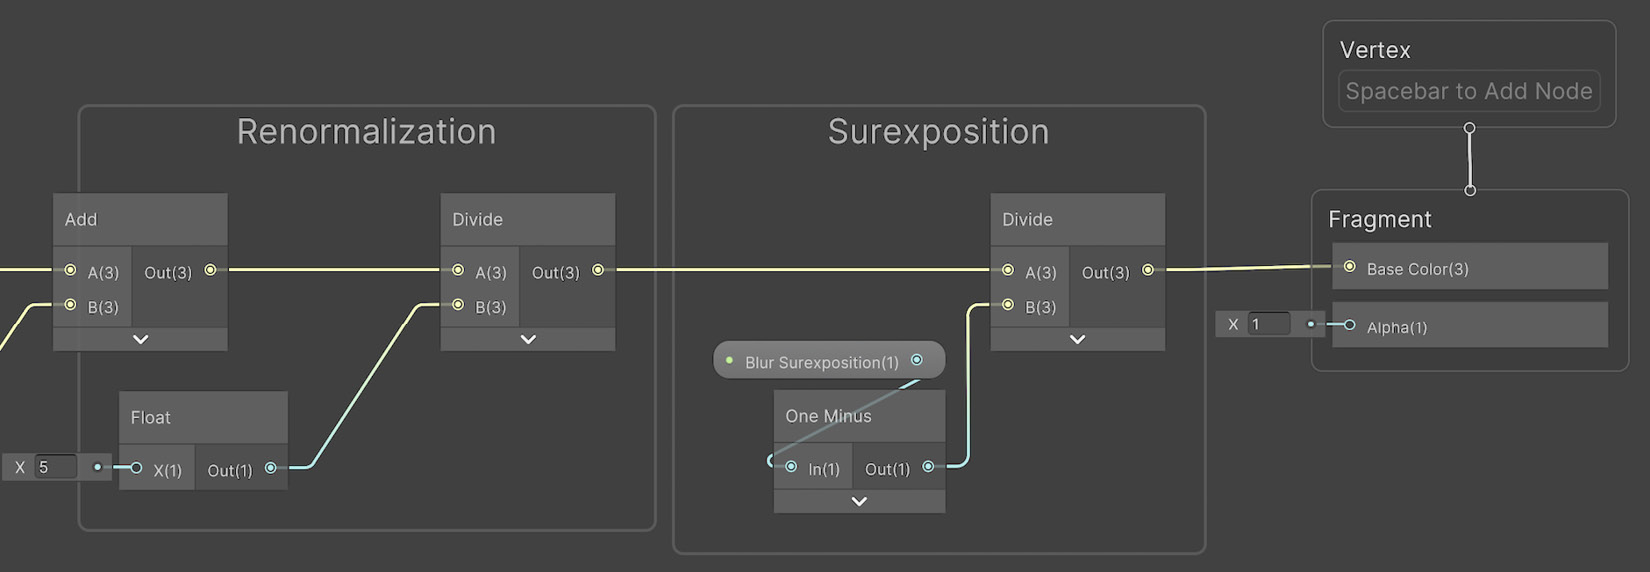 Vertex
Spacebar to Add Node
Renormalization
Surexposition
Add
A(3) Out(3)
B(3)
Divide
A(3) Out(3)
B(3)
Divide
A(3) Out(3)
B(3)
Fragment
Base Color(3)
X 1
Alpha(1)
Blur Surexposition(1)
Float
X 5
X(1) Out(1)
One Minus
In(1) Out(1)